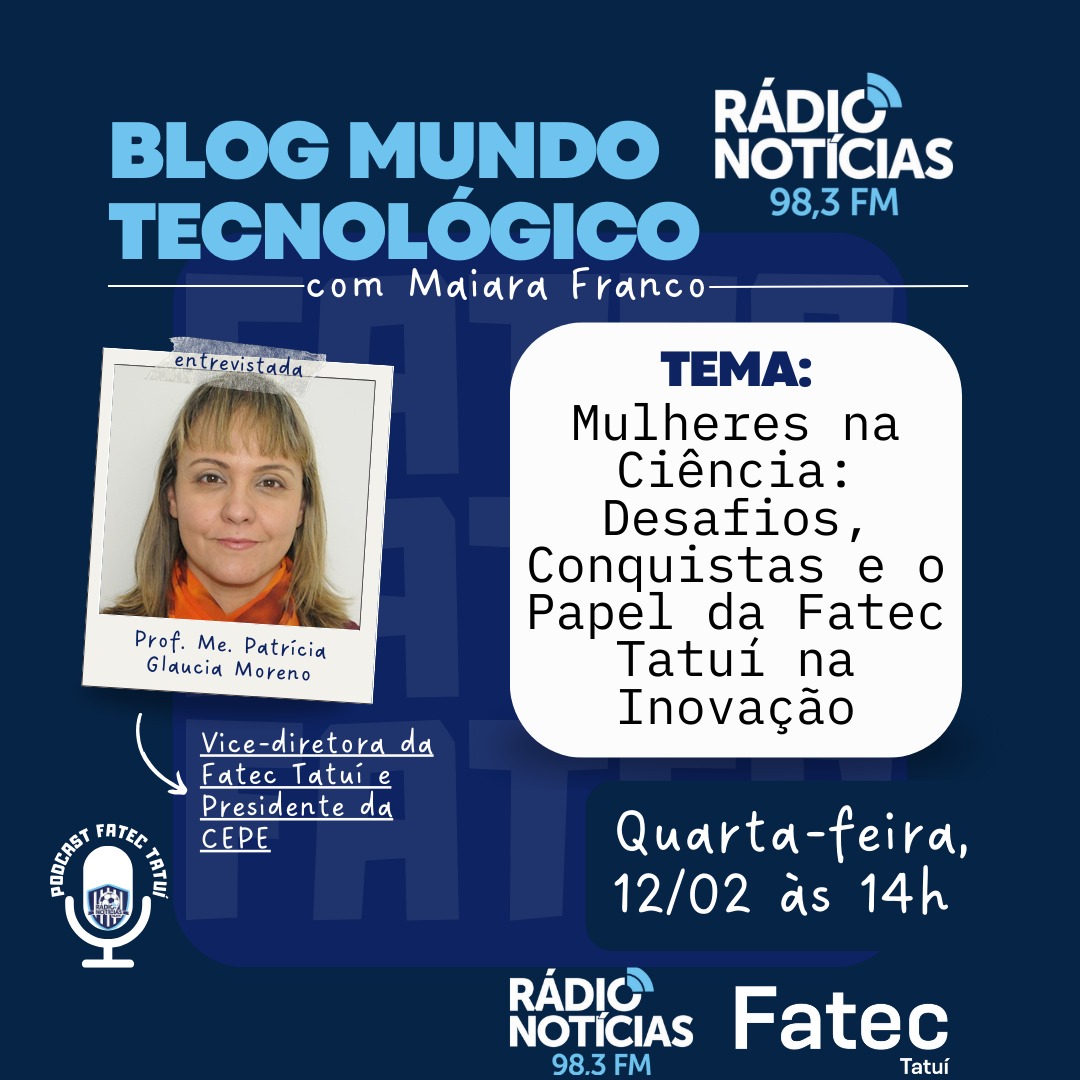 RÁDIO
NOTÍCIAS
98,3 FM
BLOG MUNDO
TECNOLÓGICO
com Maiara Franco
entrevistada
Prof. Me. Patrícia
Glaucia Moreno
Vice-diretora da
Fatec Tatuí e
Presidente da
CEPE
TEMA:
Mulheres na
Ciência:
Desafios,
Conquistas e o
Papel da Fatec
Tatuí na
Inovação
Quarta-feira,
12/02 às 14h
PODCAST FATEC TATUÍ
RÁDIO
NOTÍCIAS
RÁDIO
NOTÍCIAS
98,3 FM
Fatec
Tatuí